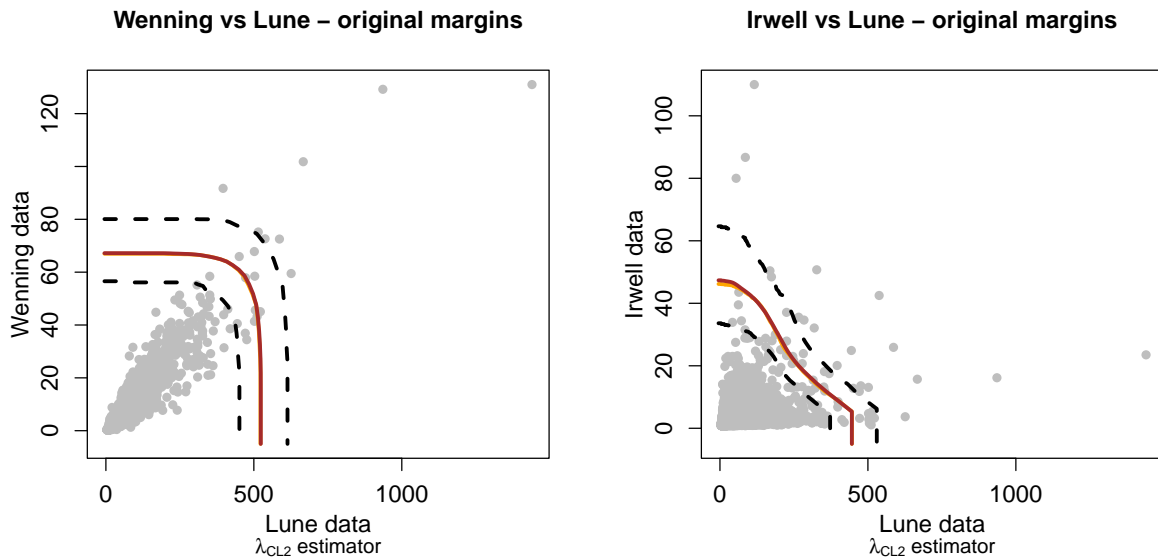 Wenning vs Lune – original margins
Wenning data
0 20 40 60 80 120
0 500 1000
Lune data
λCL2 estimator
Irwell vs Lune – original margins
Irwell data
0 20 40 60 80 100
0 500 1000
Lune data
λCL2 estimator